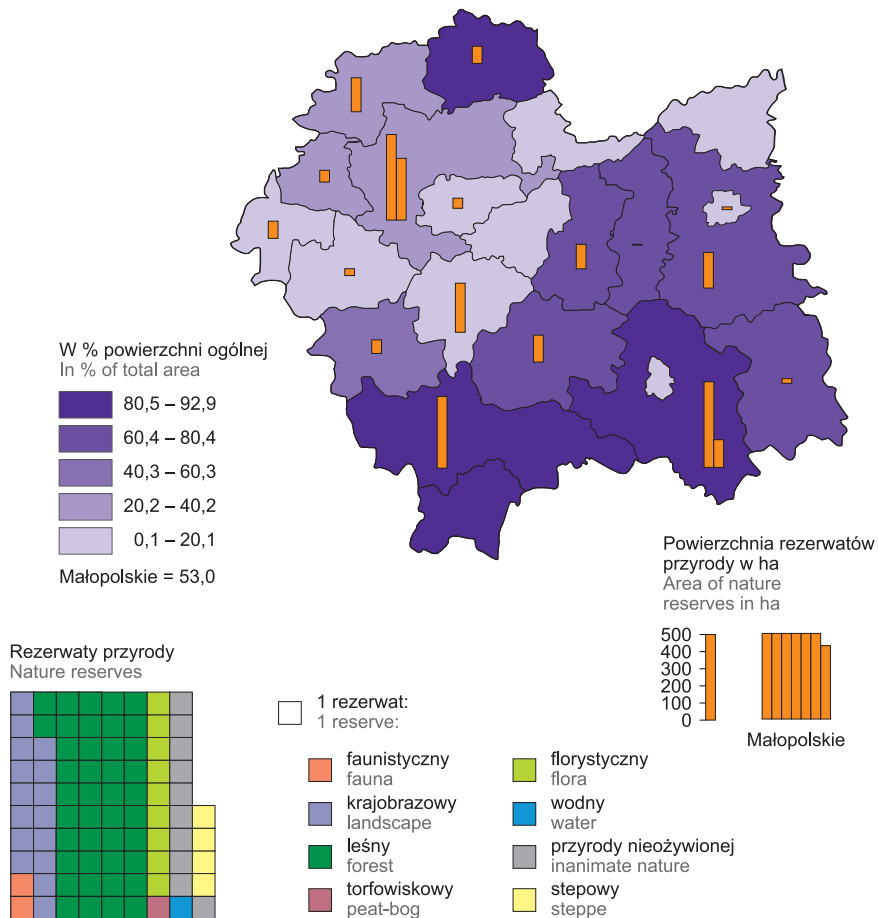 W % powierzchni ogólnej
In % of total area
80,5 – 92,9
60,4 – 80,4
40,3 – 60,3
20,2 – 40,2
0,1 – 20,1
Małopolskie = 53,0
Powierzchnia rezerwatów
przyrody w ha
Area of nature
reserves in ha
500
400
300
200
100
0
Małopolskie
Rezerwaty przyrody
Nature reserves
1 rezerwat:
1 reserve:
faunistyczny
fauna
krajobrazowy
landscape
leśny
forest
torfowiskowy
peat-bog
florystyczny
flora
wodny
water
przyrody nieożywionej
inanimate nature
stepowy
steppe